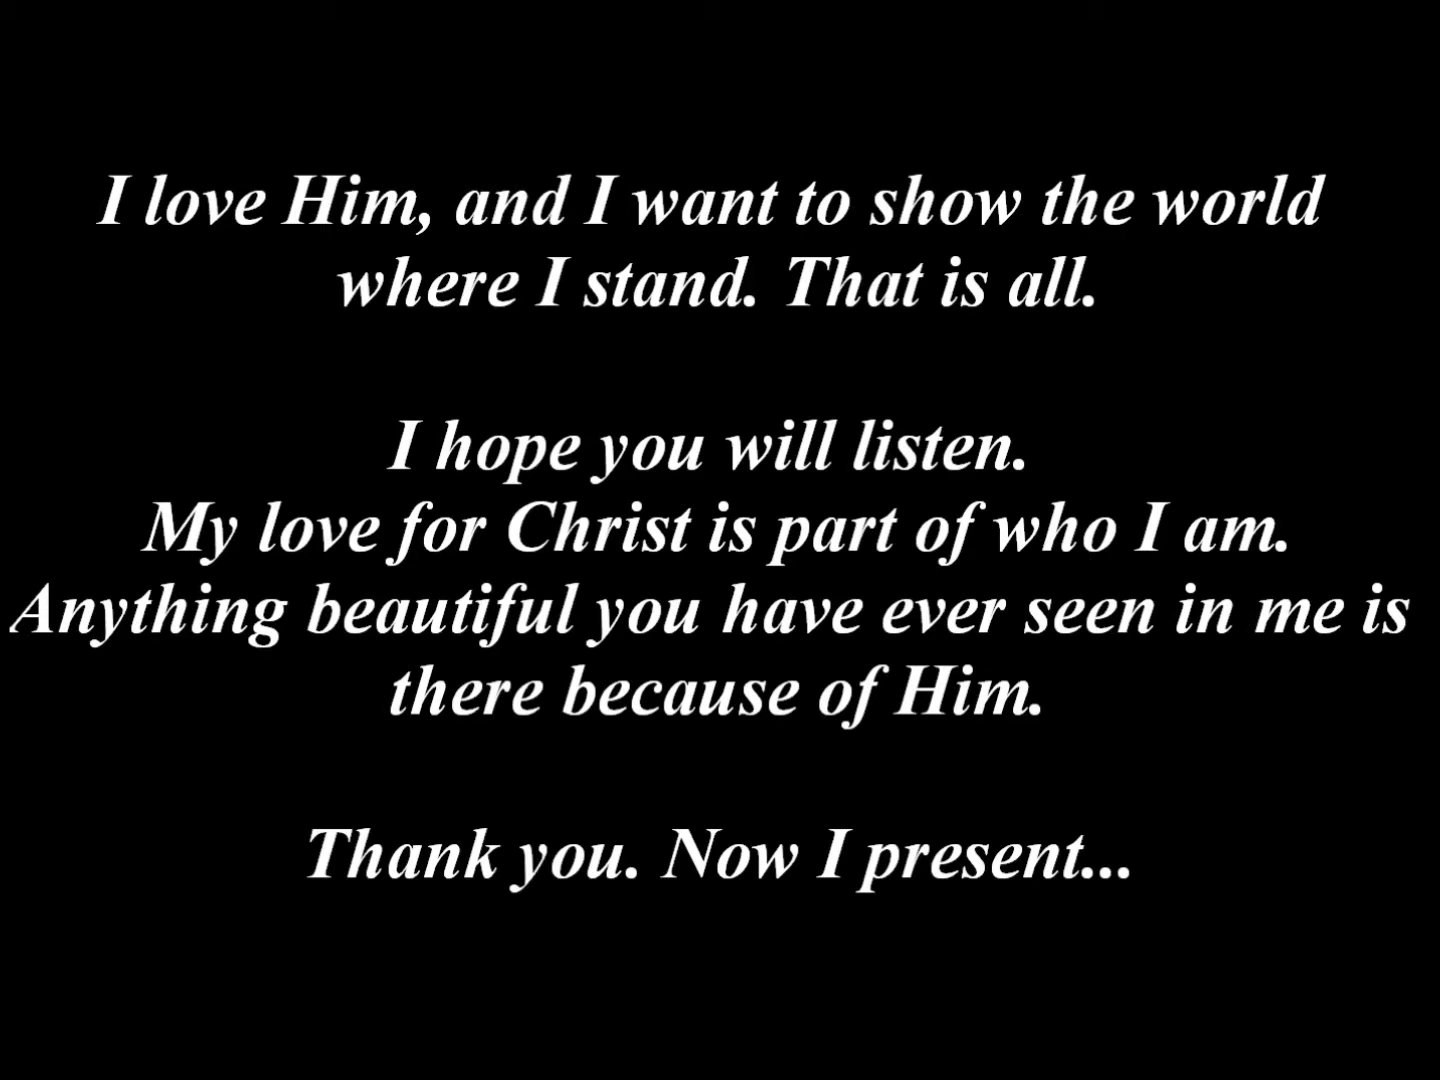 I love Him, and I want to show the world
where I stand. That is all.
I hope you will listen.
My love for Christ is part of who I am.
Anything beautiful you have ever seen in me is
there because of Him.
Thank you. Now I present...